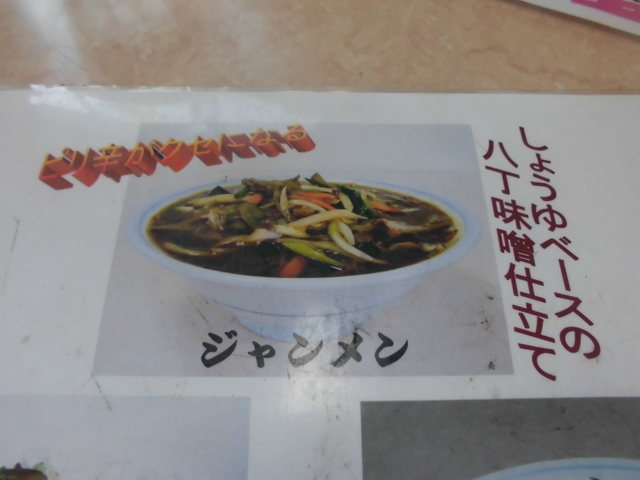 ピリ辛がクセになる
しょうゆベースの
八丁味噌仕立て
ジャンメン